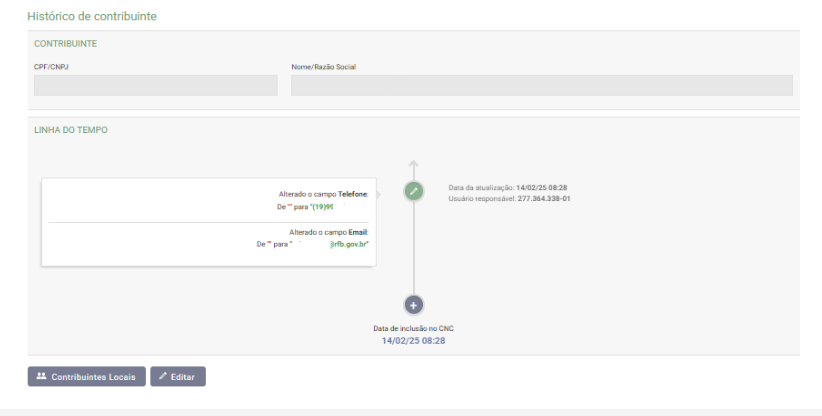 Histórico de contribuinte
CONTRIBUINTE
CPF/CNPJ
Nome/Razão Social
LINHA DO TEMPO
Alterado o campo Telefone:
De "" para "(19)9
Alterado o campo Email:
De "" para " jrfb.gov.br"
Data da atualização: 14/02/25 08:28
Usuário responsável: 277.364.338-01
Data de inclusão no CNC
14/02/25 08:28
Contribuintes Locais
Editar